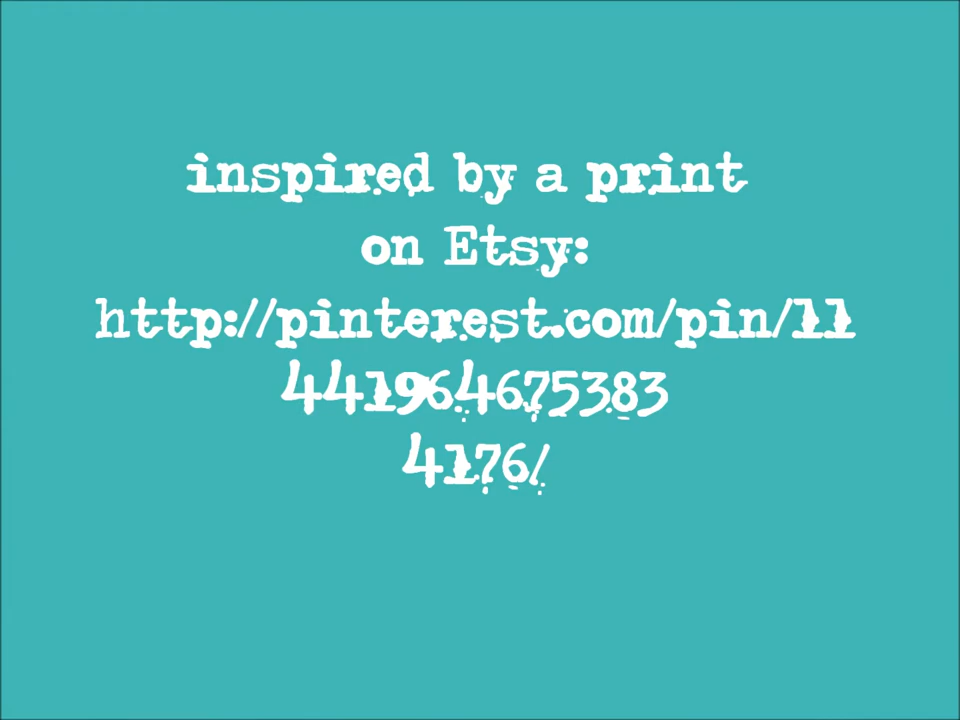 inspired by a print
on Etsy:
http://pinterest.com/pin/11
441964675383
4176/